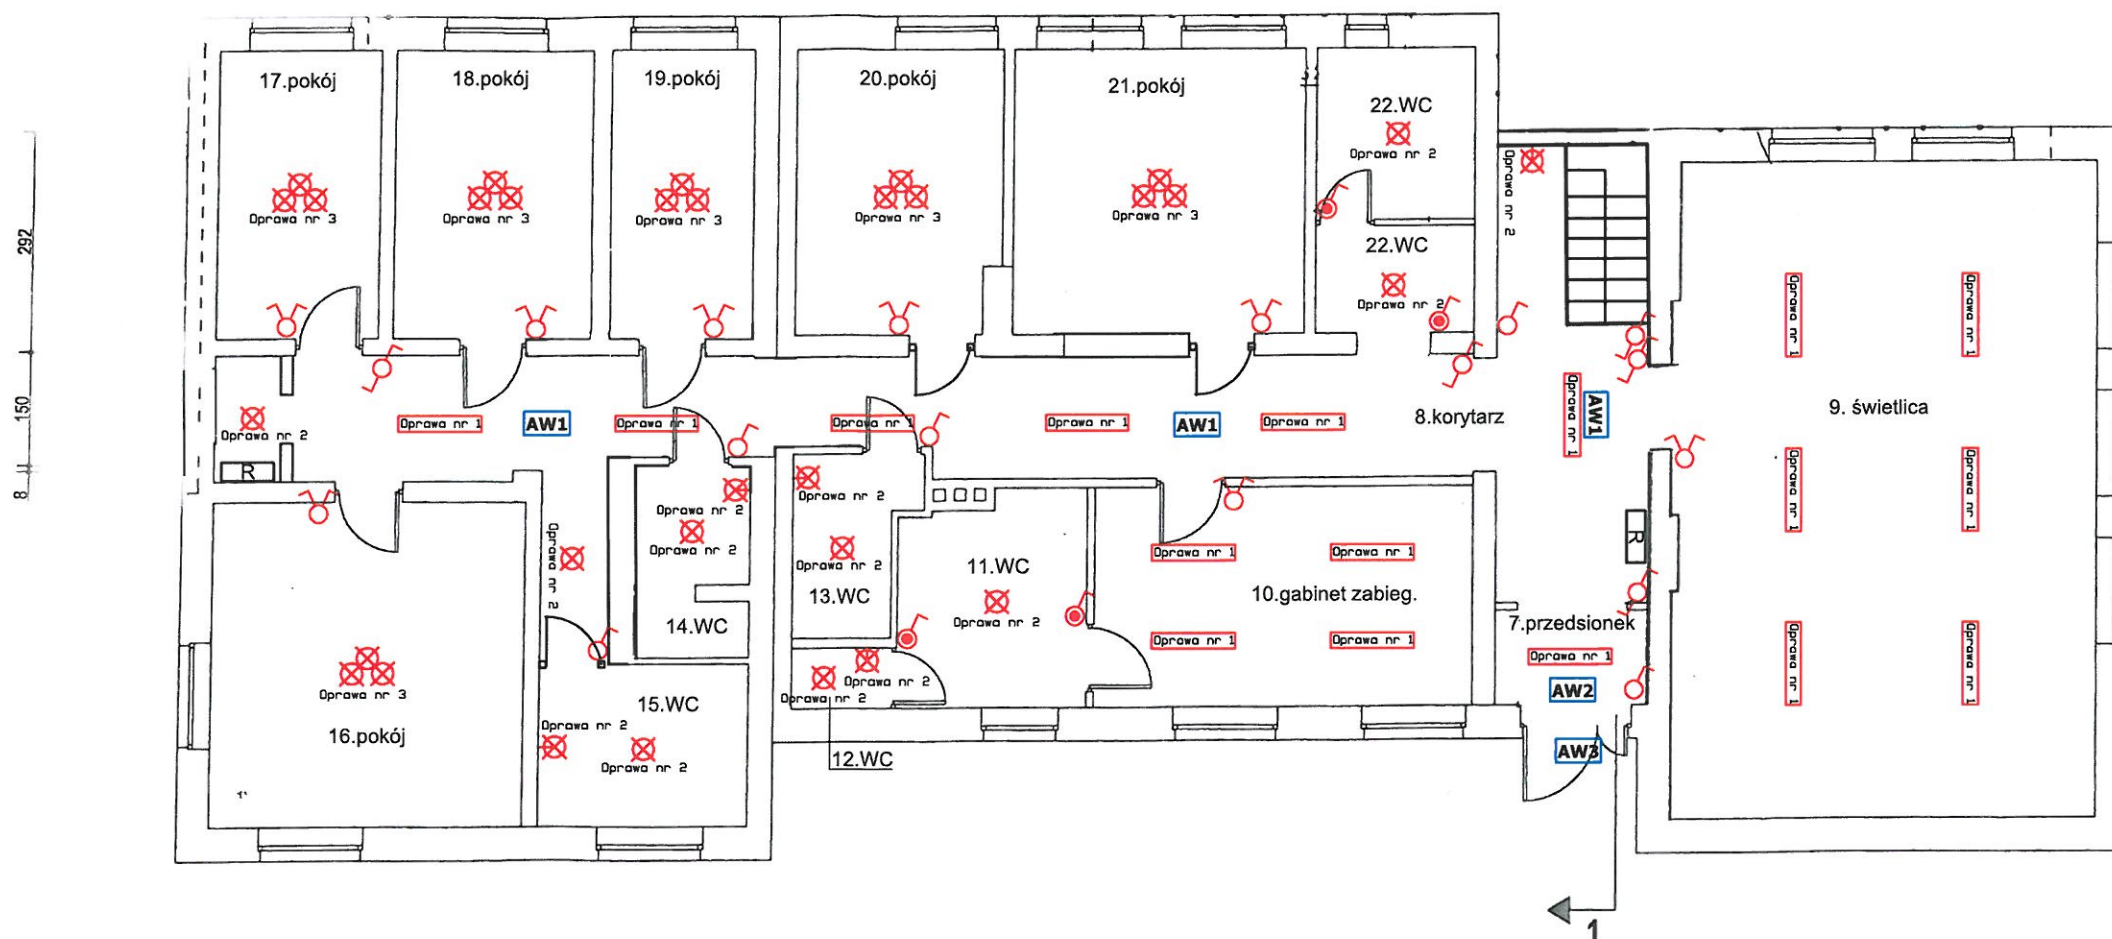 17.pokój
18.pokój
19.pokój
20.pokój
21.pokój
22.WC
Oprawa nr 2
Oprawa nr 2
Oprawa nr 3
Oprawa nr 3
Oprawa nr 3
Oprawa nr 3
Oprawa nr 3
292
22.WC
Oprawa nr 2
Oprawa nr 1
Oprawa nr 1
150
Oprawa nr 2
Oprawa nr 1
AW1
Oprawa nr 1
Oprawa nr 1
Oprawa nr 1
AW1
Oprawa nr 1
8.korytarz
Oprawa nr 1
AW1
9. świetlica
8
R
Oprawa nr 2
Oprawa nr 2
Oprawa nr 1
Oprawa nr 1
Oprawa nr 2
Oprawa nr 2
Oprawa nr 2
11.WC
Oprawa nr 1
Oprawa nr 1
R
13.WC
Oprawa nr 2
10.gabinet zabieg.
14.WC
7.przedsionek
Oprawa nr 1
Oprawa nr 1
Oprawa nr 1
Oprawa nr 1
Oprawa nr 1
Oprawa nr 3
Oprawa nr 2
Oprawa nr 2
AW2
15.WC
Oprawa nr 2
16.pokój
Oprawa nr 2
12.WC
AW3
1